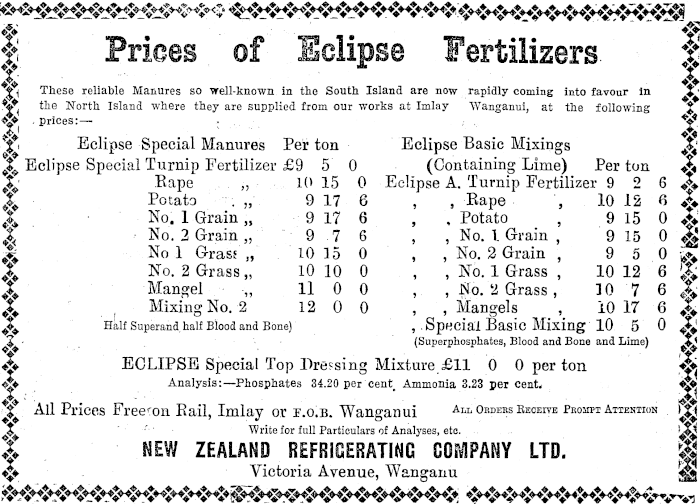 Prices of Eclipse Fertilizers
These reliable Manures so well-known in the South Island are now rapidly coming into favour in
the North Island where they are supplied from our works at Imlay Wanganui, at the following
prices:—
Eclipse Special Manures Per ton
Eclipse Special Turnip Fertilizer £9 5 0
Rape ,, 10 15 0
Potato ,, 9 17 6
No. 1 Grain ,, 9 17 6
No. 2 Grain ,, 9 7 6
No 1 Grass ,, 10 15 0
No. 2 Grass ,, 10 10 0
Mangel ,, 11 0 0
Mixing No. 2 12 0 0
Half Superand half Blood and Bone)
Eclipse Basic Mixings
(Containing Lime) Per ton
Eclipse A. Turnip Fertilizer 9 2 6
, , Rape , 10 12 6
, , Potato , 9 15 0
, , No. 1 Grain , 9 15 0
, , No. 2 Grain , 9 5 0
, , No. 1 Grass , 10 12 6
, , No. 2 Grass , 10 7 6
, , Mangels , 10 17 6
, Special Basic Mixing 10 5 0
(Superphosphates, Blood and Bone and Lime)
ECLIPSE Special Top Dressing Mixture £11 0 0 per ton
Analysis:—Phosphates 34.20 per cent, Ammonia 3.23 per cent.
All Prices Free on Rail, Imlay or F.O.B. Wanganui ALL ORDERS RECEIVE PROMPT ATTENTION
Write for full Particulars of Analyses, etc.
NEW ZEALAND REFRIGERATING COMPANY LTD.
Victoria Avenue, Wanganu